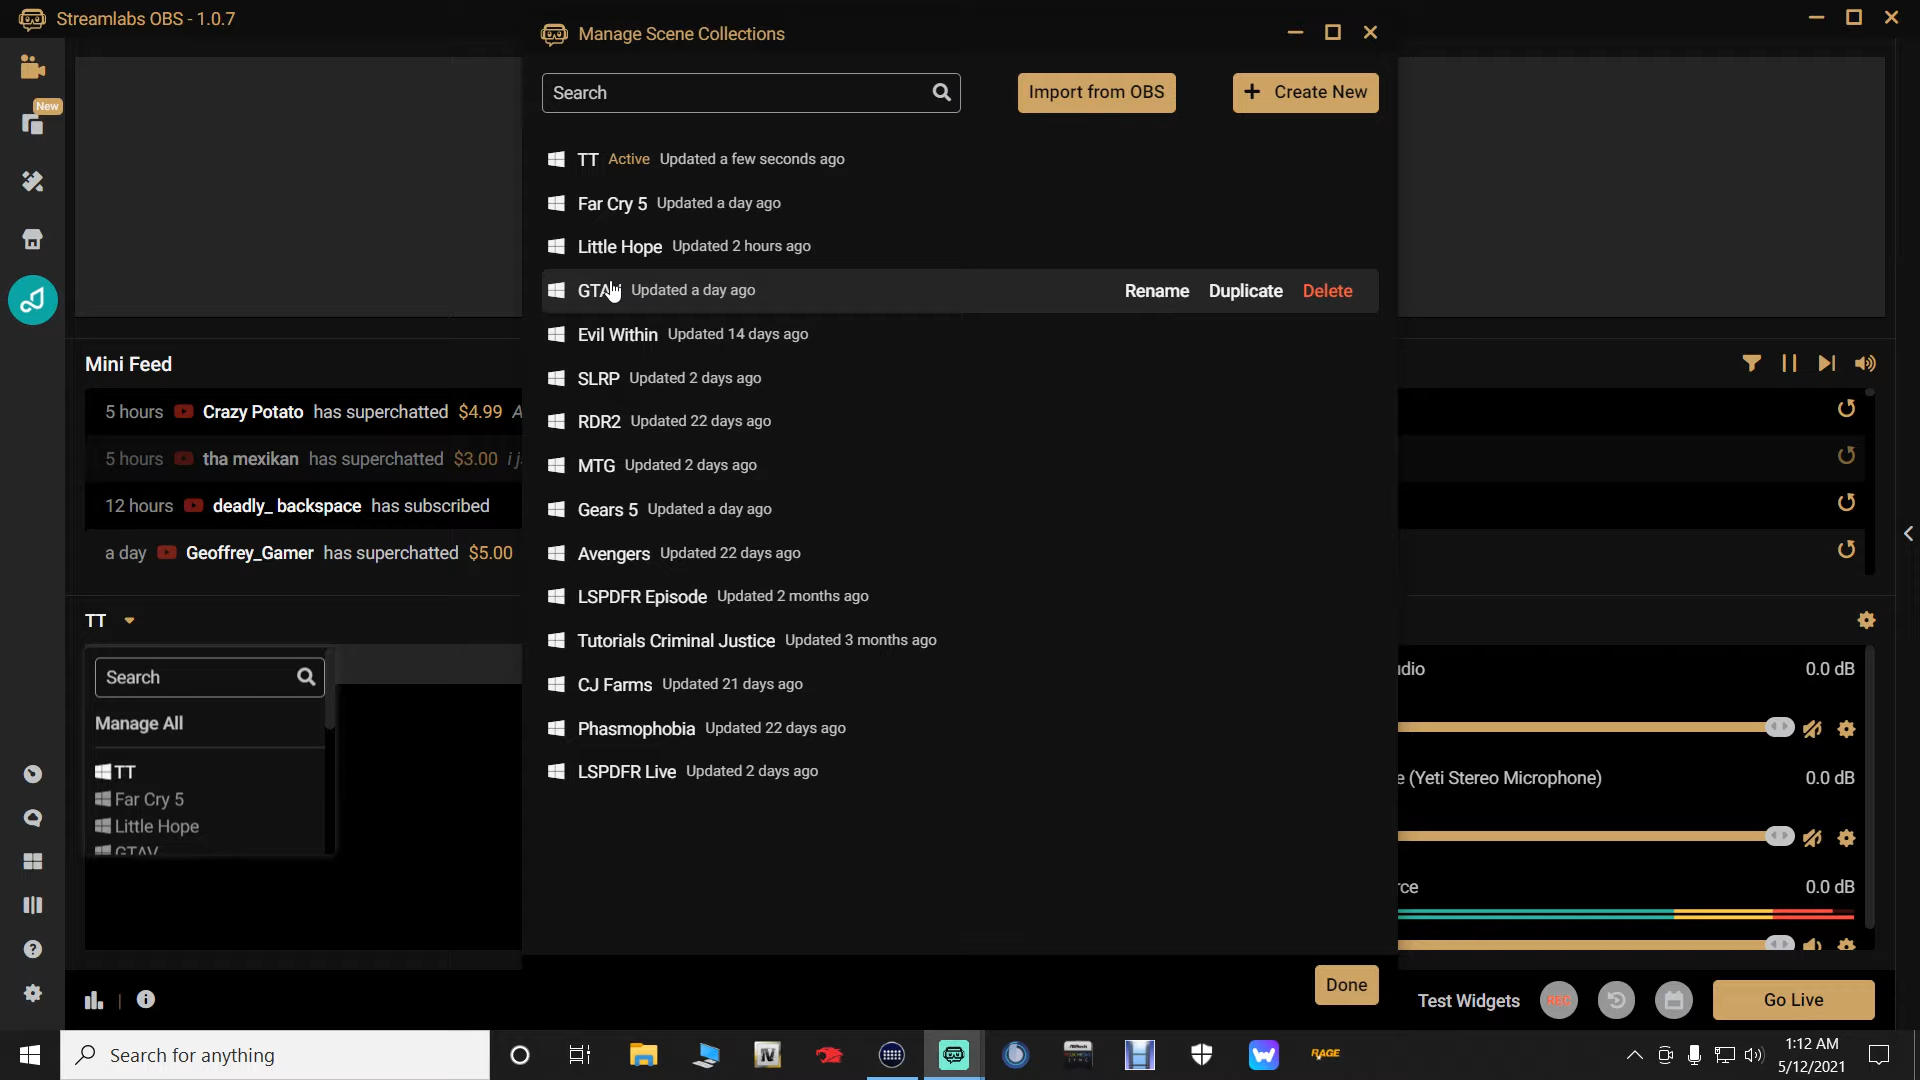 Streamlabs OBS - 1.0.7
Manage Scene Collections
New
Search
Import from OBS
+ Create New
TT Active Updated a few seconds ago
Far Cry 5 Updated a day ago
Little Hope Updated 2 hours ago
Updated a day ago
Rename Duplicate Delete
Evil Within Updated 14 days ago
SLRP Updated 2 days ago
RDR2 Updated 22 days ago
MTG Updated 2 days ago
Gears 5 Updated a day ago
Avengers Updated 22 days ago
LSPDFR Episode Updated 2 months ago
Tutorials Criminal Justice Updated 3 months ago
CJ Farms Updated 21 days ago
Phasmophobia Updated 22 days ago
LSPDFR Live Updated 2 days ago
Done
Mini Feed
5 hours Crazy Potato has superchatted $4.99
5 hours tha mexikan has superchatted $3.00
12 hours deadly_ backspace has subscribed
a day Geoffrey_Gamer has superchatted $5.00
TT
Search
Manage All
TT
Far Cry 5
Little Hope
GTAV
0.0 dB
(Yeti Stereo Microphone) 0.0 dB
0.0 dB
Test Widgets
REC
Go Live
Search for anything
IV
RAGE
1:12 AM
5/12/2021